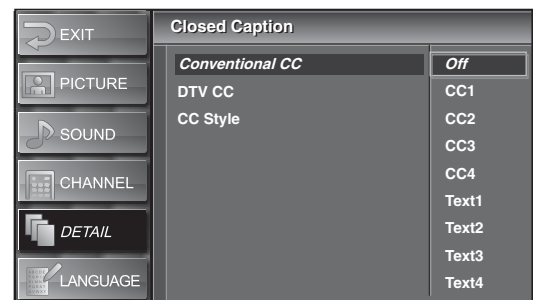 EXIT
PICTURE
SOUND
CHANNEL
DETAIL
LANGUAGE
Closed Caption
Conventional CC
DTV CC
CC Style
Off
CC1
CC2
CC3
CC4
Text1
Text2
Text3
Text4